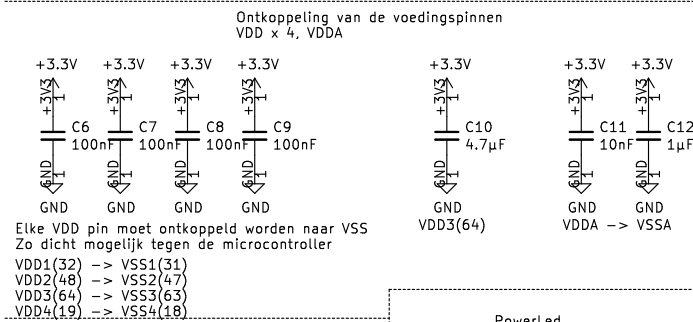 Ontkoppeling van de voedingspinnen
VDD x 4, VDDA
+3.3V +3.3V +3.3V +3.3V +3.3V +3.3V +3.3V
+3V3 +3V3 +3V3 +3V3 +3V3 +3V3 +3V3
1 1 1 1 1 1 1
C6 C7 C8 C9 C10 C11 C12
100nF 100nF 100nF 100nF 4.7µF 10nF 1µF
GND GND GND GND GND GND GND
1 1 1 1 1 1 1
GND GND GND GND GND GND GND
Elke VDD pin moet ontkoppeld worden naar VSS
Zo dicht mogelijk tegen de microcontroller
VDD3(64)
VDDA -> VSSA
VDD1(32) -> VSS1(31)
VDD2(48) -> VSS2(47)
VDD3(64) -> VSS3(63)
VDD4(19) -> VSS4(18)
PowerLed